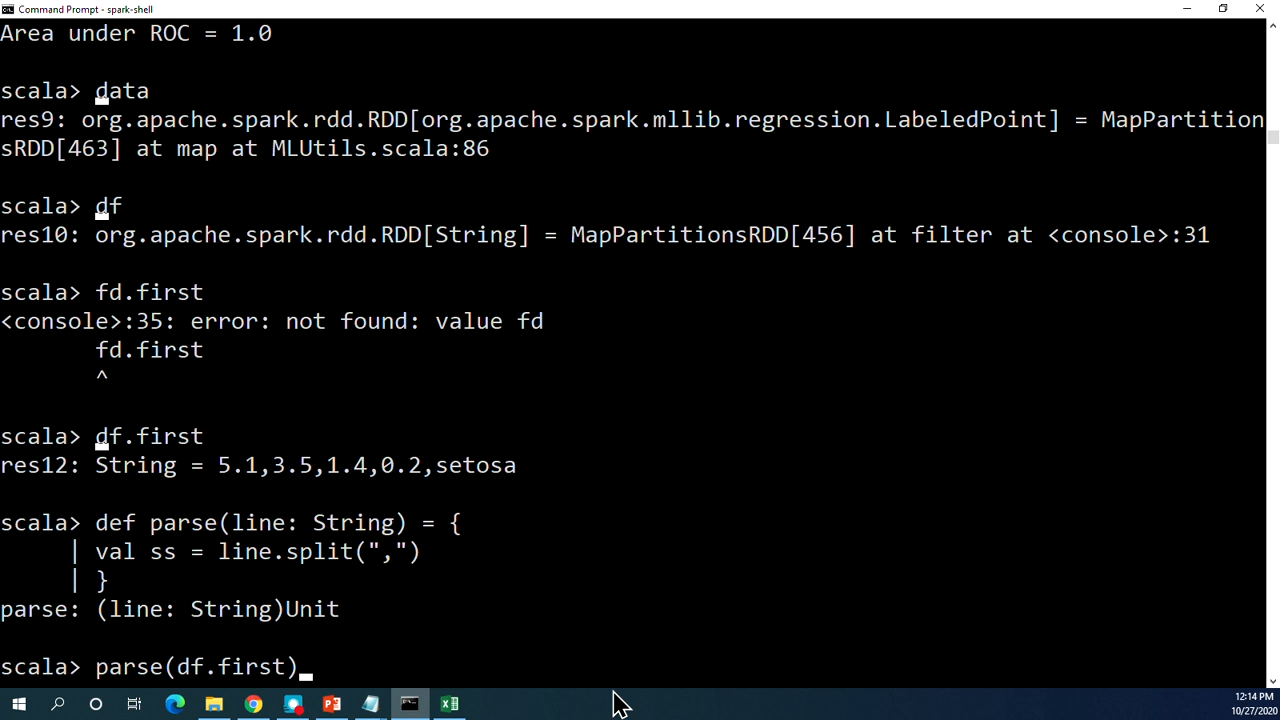 Command Prompt - spark-shell
Area under ROC = 1.0
scala> data
res9: org.apache.spark.rdd.RDD[org.apache.spark.mllib.regression.LabeledPoint] = MapPartition
sRDD[463] at map at MLUtils.scala:86
scala> df
res10: org.apache.spark.rdd.RDD[String] = MapPartitionsRDD[456] at filter at <console>:31
scala> fd.first
<console>:35: error: not found: value fd
       fd.first
       ^
scala> df.first
res12: String = 5.1,3.5,1.4,0.2,setosa
scala> def parse(line: String) = {
     | val ss = line.split(",")
     | }
parse: (line: String)Unit
scala> parse(df.first)
12:14 PM
10/27/2020